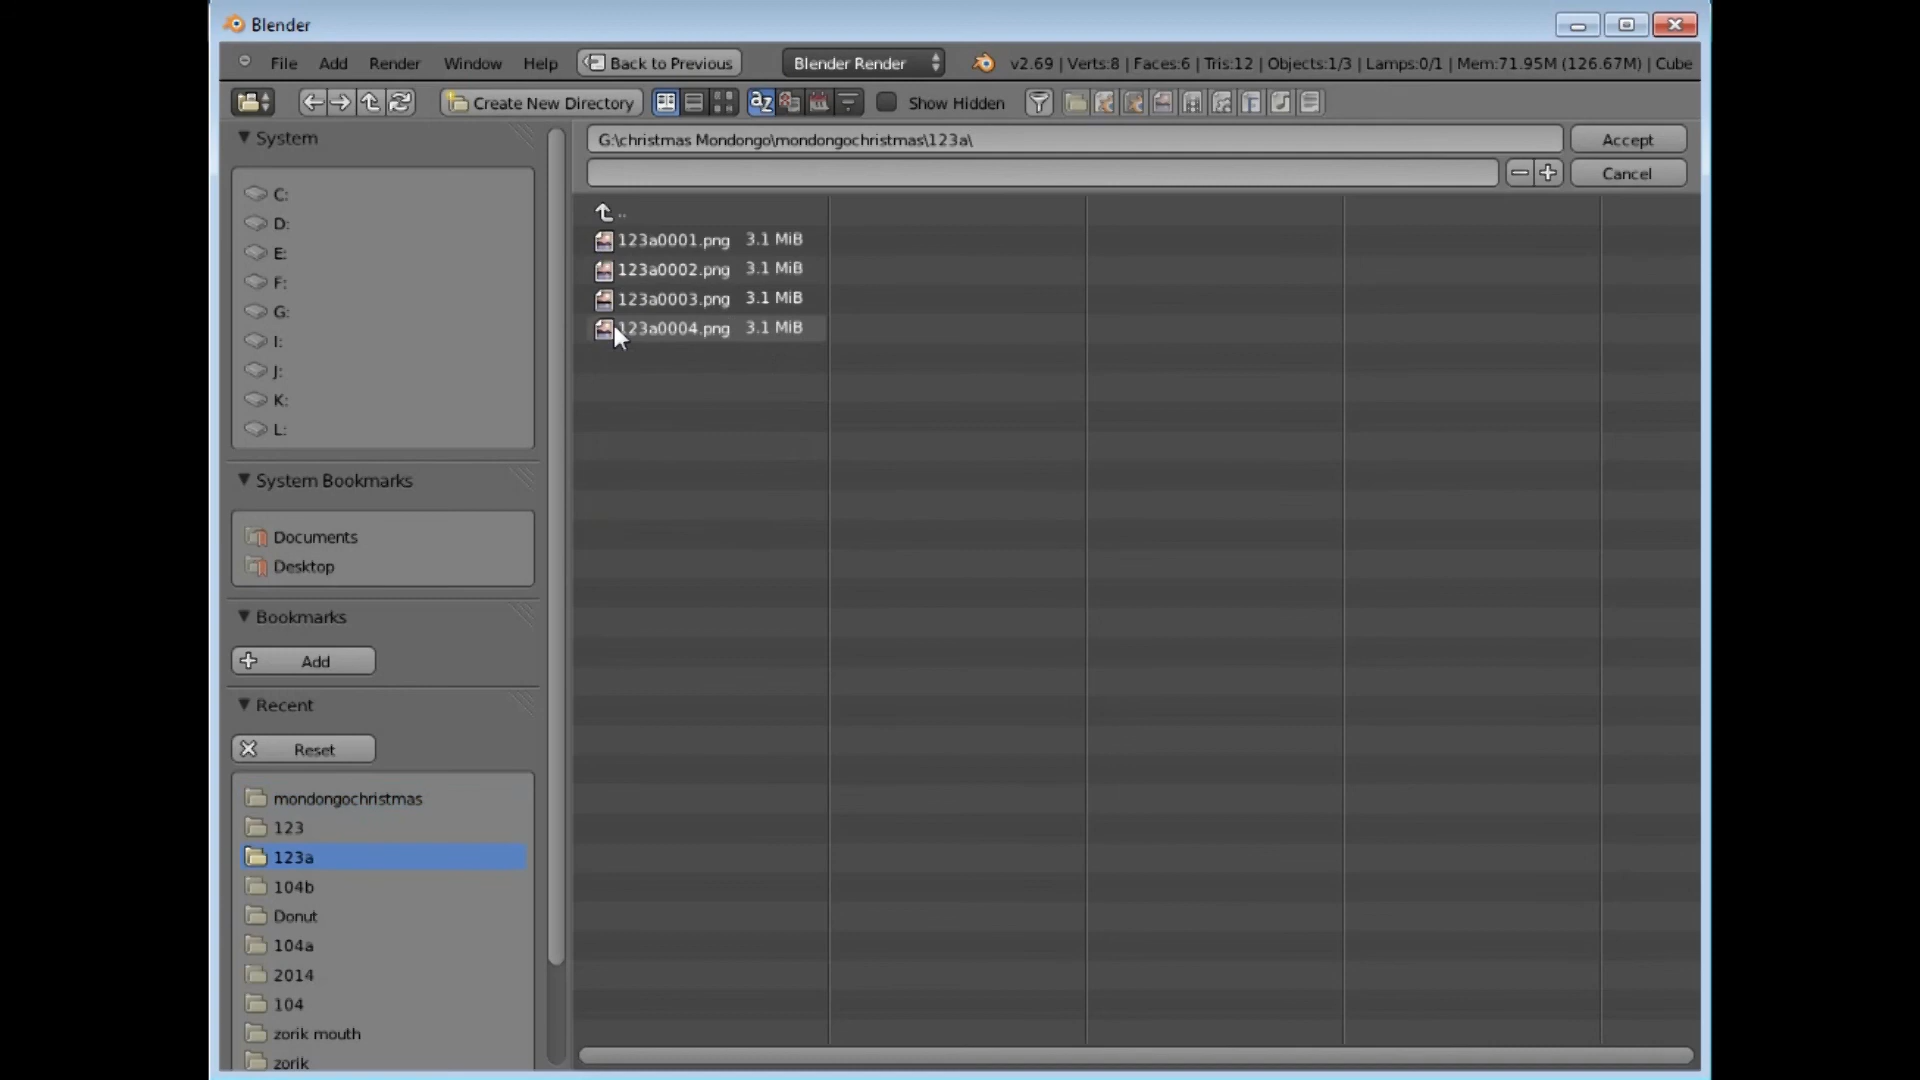 Blender
File Add Render Window Help Back to Previous Blender Render v2.69 | Verts:8 | Faces:6 | Tris:12 | Objects:1/3 | Lamps:0/1 | Mem:71.95M (126.67M) | Cube
Create New Directory Show Hidden
System
C:
D:
E:
F:
G:
I:
J:
K:
L:
System Bookmarks
Documents
Desktop
Bookmarks
Add
Recent
Reset
mondongochristmas
123
123a
104b
Donut
104a
2014
104
zorik mouth
zorik
G:\christmas Mondongo\mondongochristmas\123a\ Accept
Cancel
..
123a0001.png 3.1 MiB
123a0002.png 3.1 MiB
123a0003.png 3.1 MiB
123a0004.png 3.1 MiB